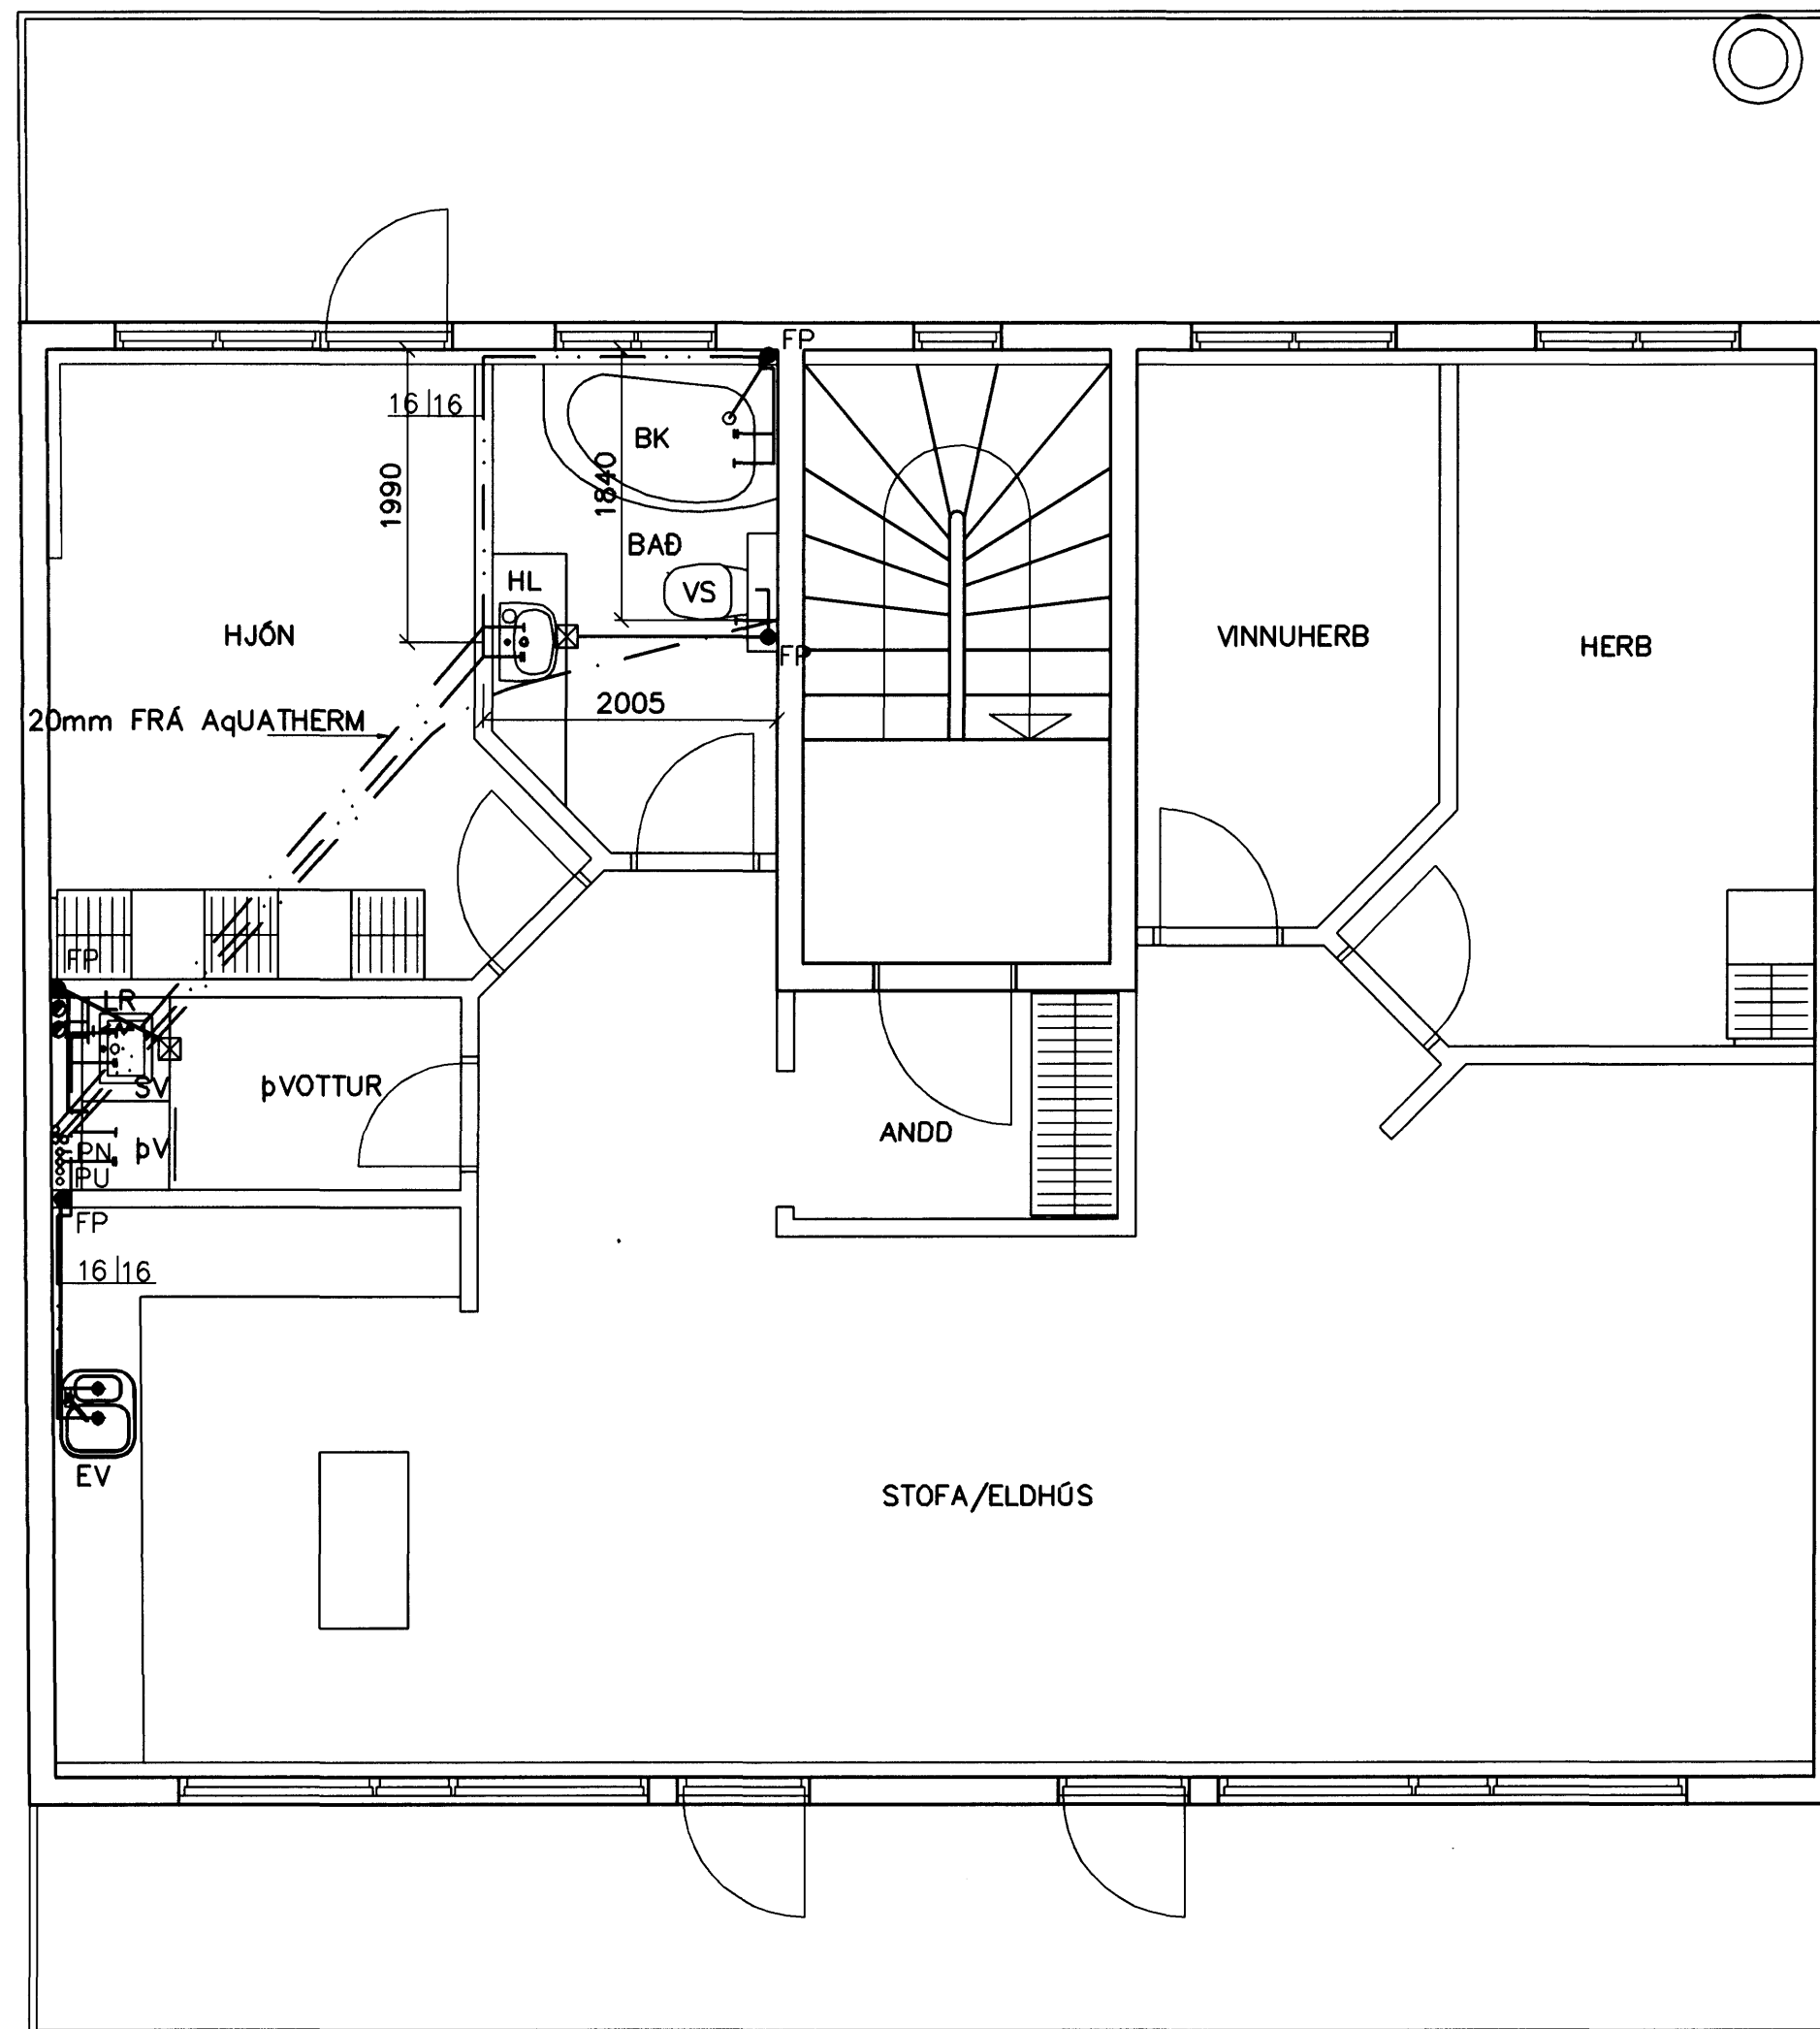 FP
16 16
BK
1990
1840
BAÐ
HL
VS
HJÓN
FP
VINNUHERB
HERB
2005
20mm FRÁ AqUATHERM
FP
LR
SV
ÞVOTTUR
ANDD
PN
ÞV
PU
FP
16 16
EV
STOFA/ELDHÚS